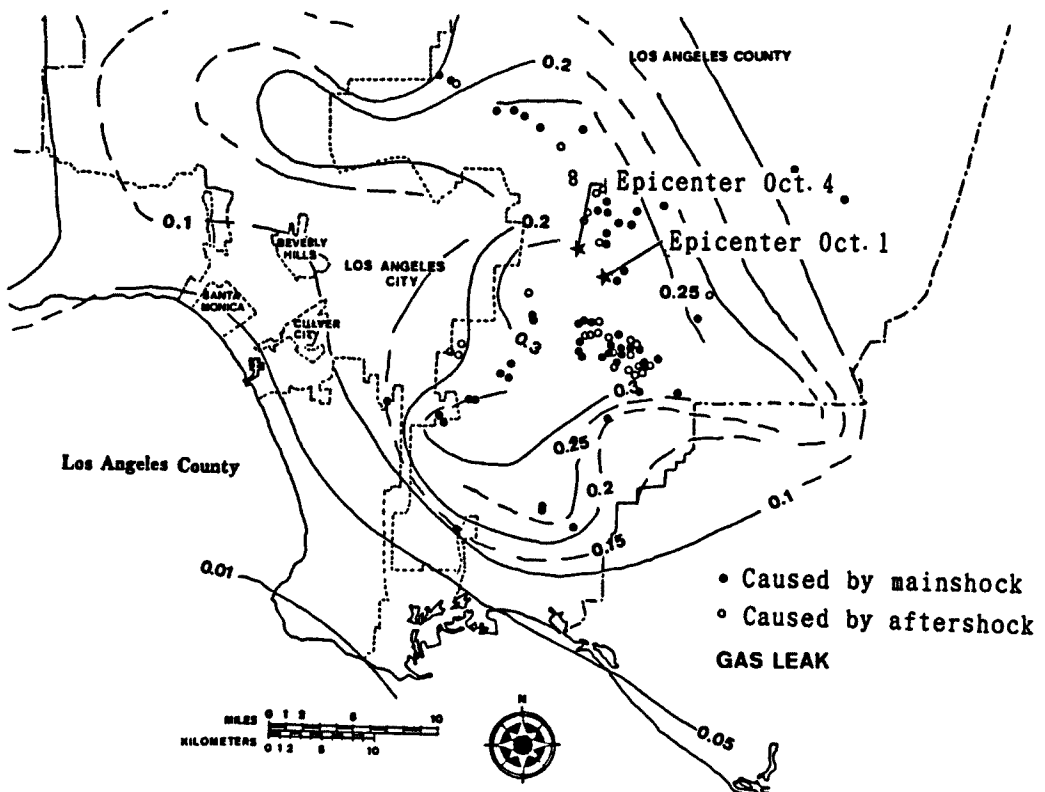 LOS ANGELES COUNTY
0.2
8
Epicenter Oct. 4
0.1
0.2
BEVERLY
HILLS
Epicenter Oct. 1
LOS ANGELES
CITY
SANTA
MONICA
0.25
CULVER
CITY
0.3
0.3
0.25
Los Angeles County
0.2
0.1
8
0.15
0.01
• Caused by mainshock
○ Caused by aftershock
GAS LEAK
N
MILES 0 1 2 5 10
KILOMETERS 0 1 2 5 10
0.05